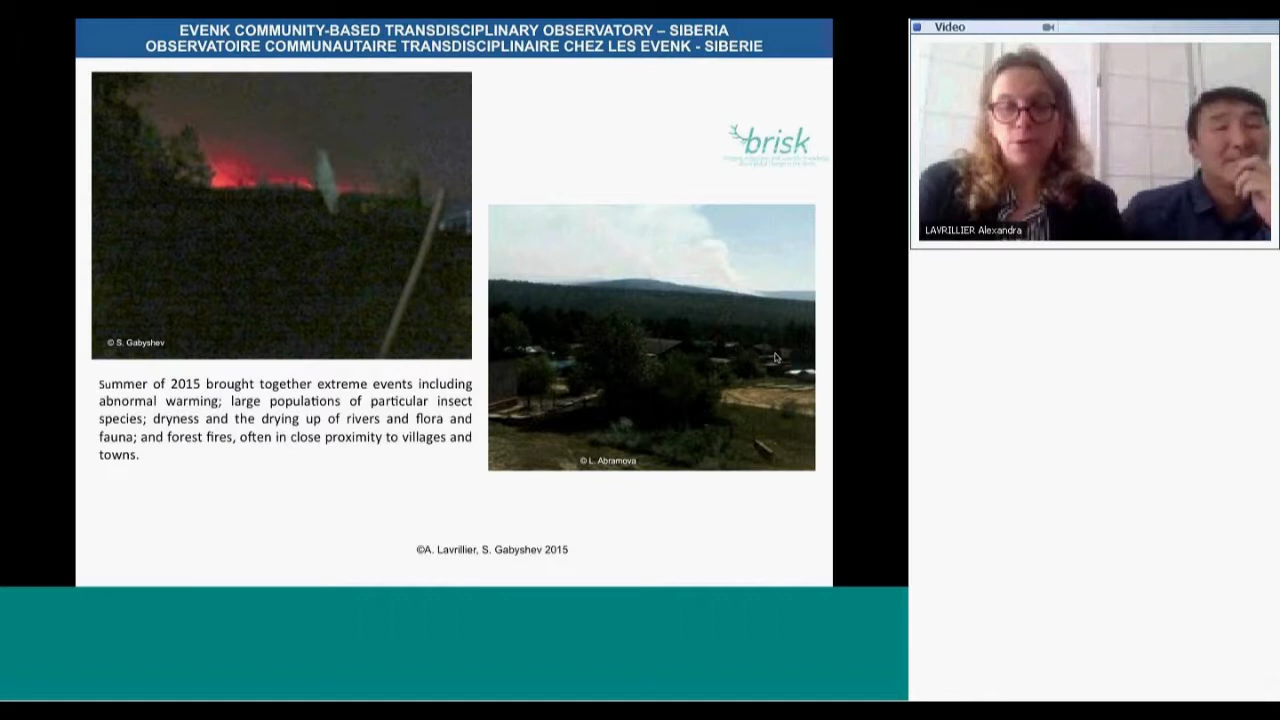 EVENK COMMUNITY-BASED TRANSDISCIPLINARY OBSERVATORY – SIBERIA
OBSERVATOIRE COMMUNAUTAIRE TRANSDISCIPLINAIRE CHEZ LES EVENK - SIBERIE
Video
brisk
LAVRILLIER Alexandra
© S. Gabyshev
Summer of 2015 brought together extreme events including
abnormal warming; large populations of particular insect
species; dryness and the drying up of rivers and flora and
fauna; and forest fires, often in close proximity to villages and
towns.
© L. Abramova
©A. Lavrillier, S. Gabyshev 2015